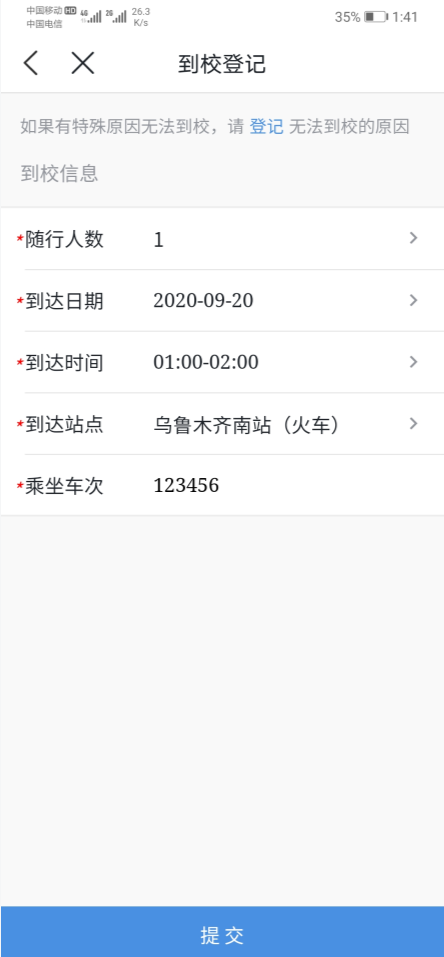 中国移动 HD 4G 2G 26.3 K/s 35% 1:41
中国电信
到校登记
如果有特殊原因无法到校，请 登记 无法到校的原因
到校信息
*随行人数 1
*到达日期 2020-09-20
*到达时间 01:00-02:00
*到达站点 乌鲁木齐南站（火车）
*乘坐车次 123456
提 交